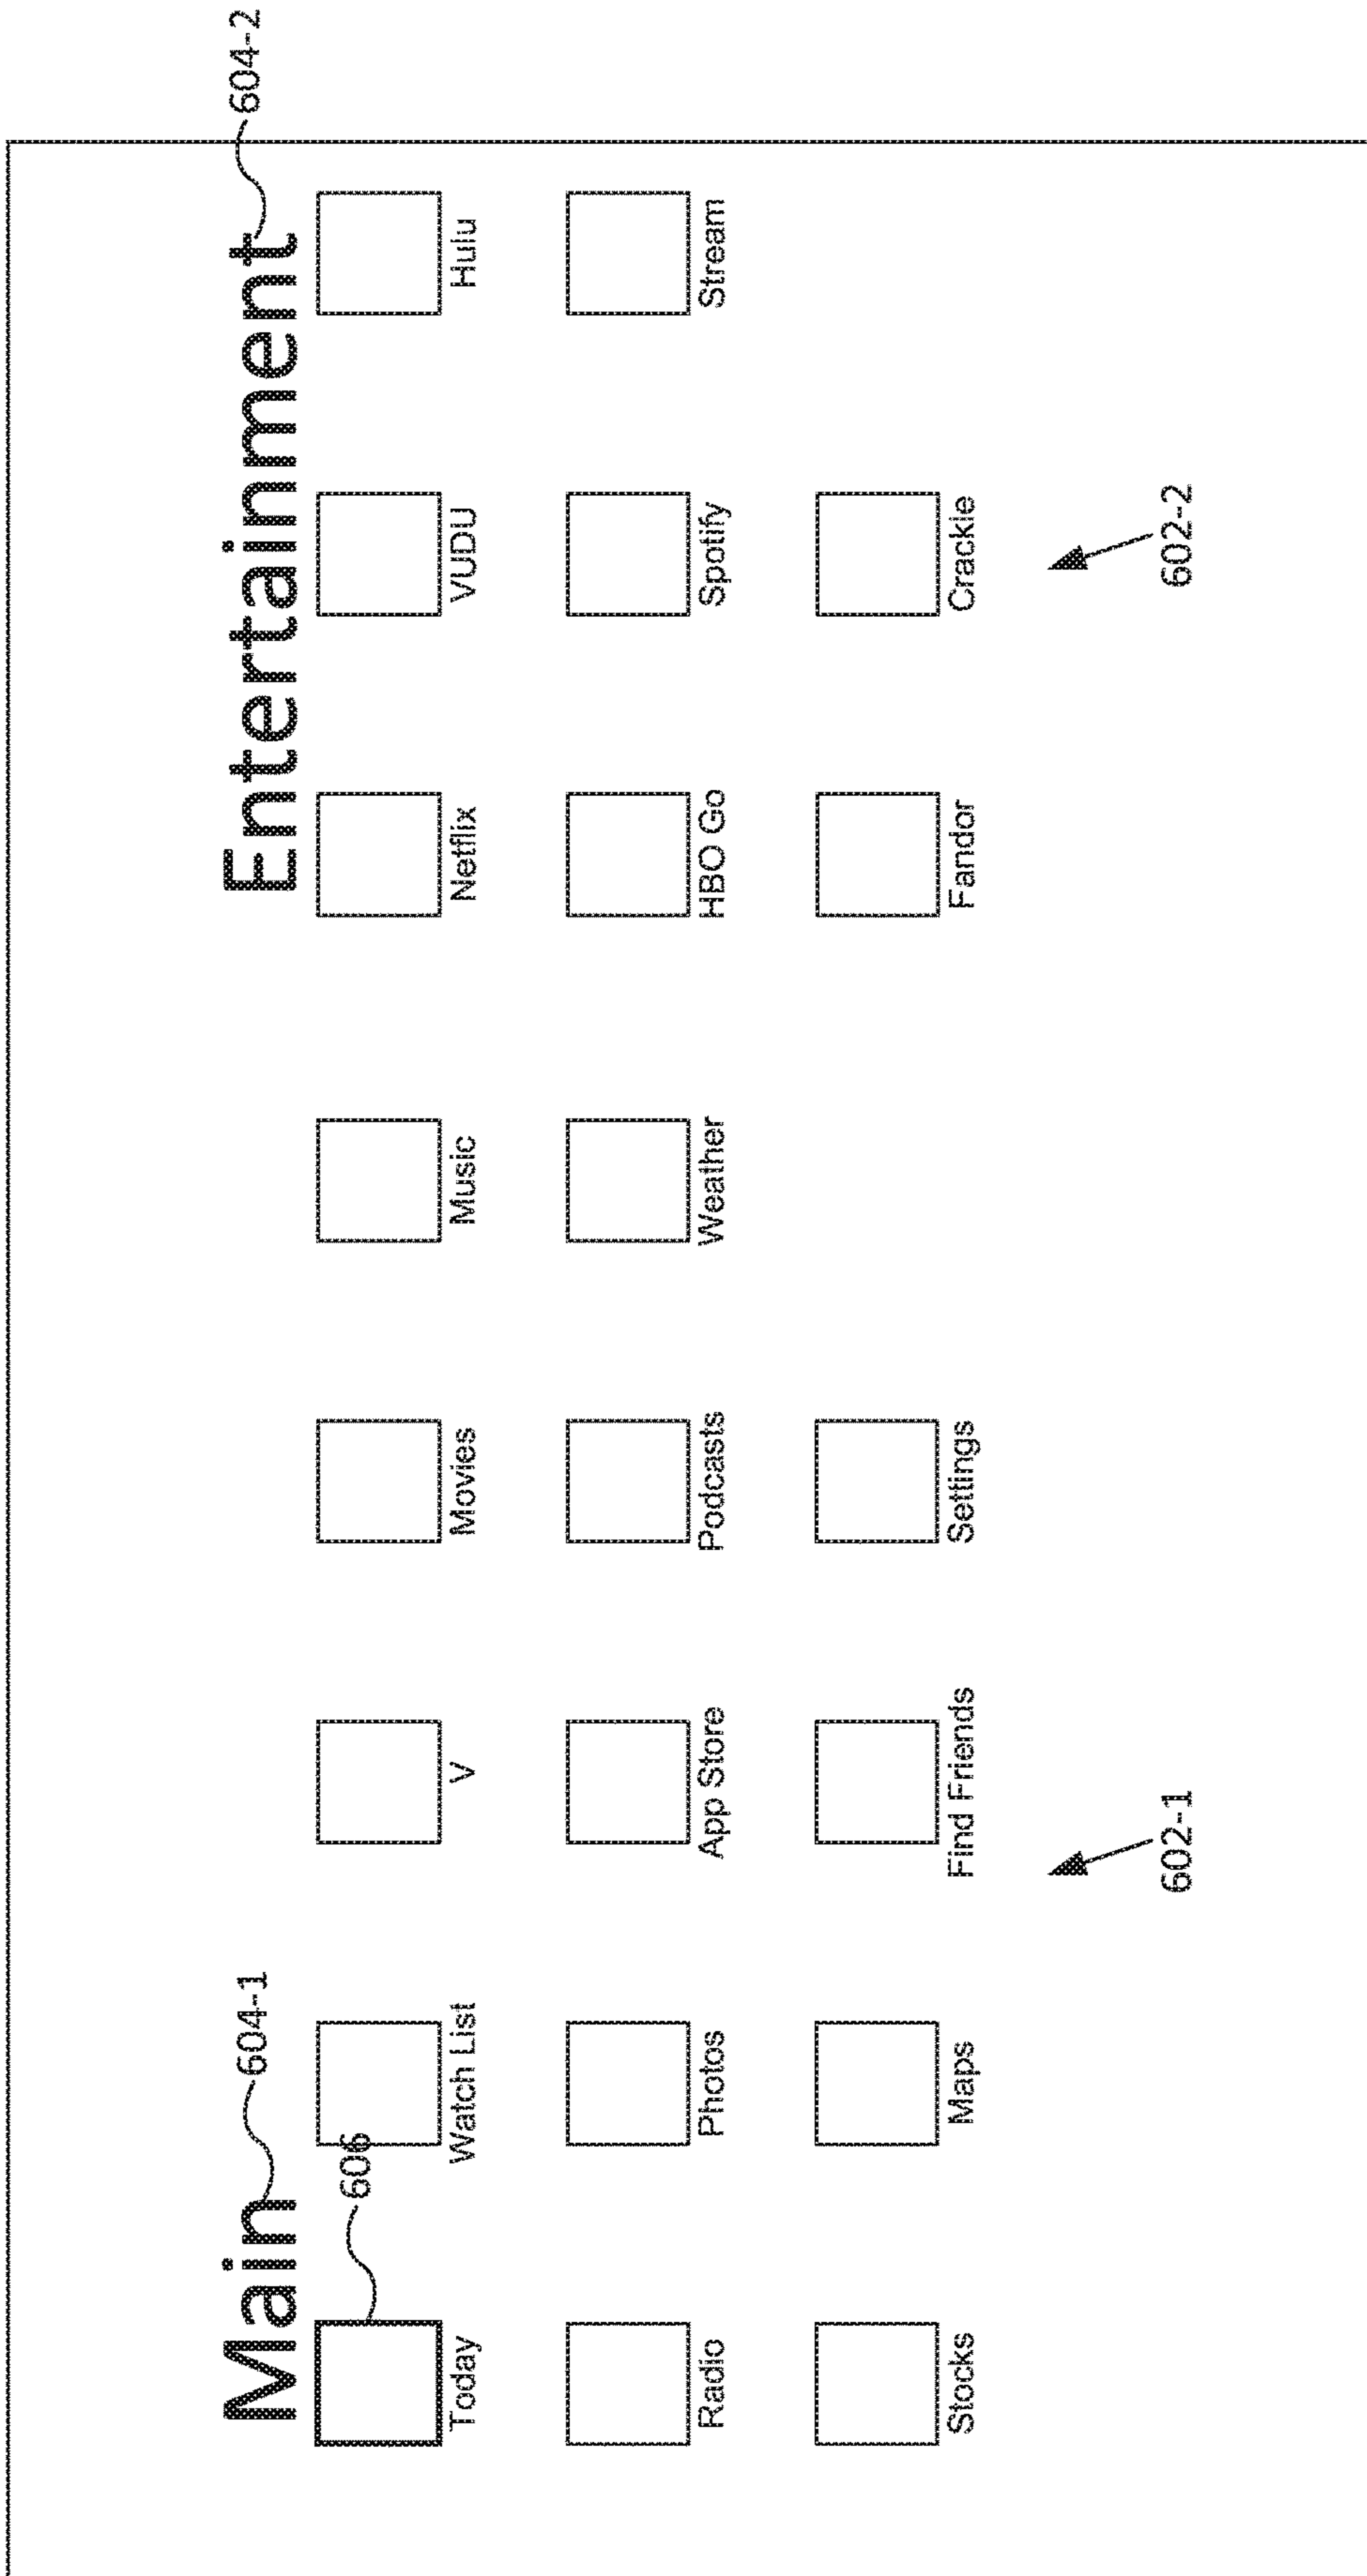 Main 604-1 Entertainment 604-2
606
Today Watch List V Movies Music Netflix VUDU Hulu
Radio Photos App Store Podcasts Weather HBO Go Spotify Stream
Stocks Maps Find Friends Settings Fandor Crackle
602-1 602-2